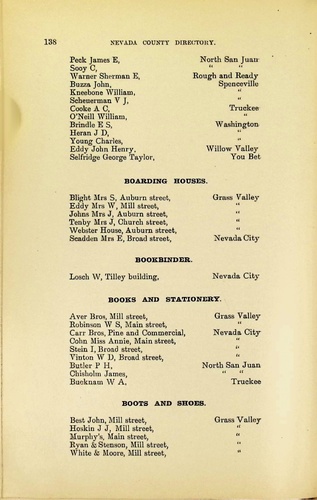 138 NEVADA COUNTY DIRECTORY.
Peck James E, North San Juan
Sooy C, " "
Warner Sherman E, Rough and Ready
Buzza John, Spenceville
Kneebone William, "
Scheuerman V J, "
Cooke A C, Truckee
O'Neill William, "
Brindle E S, Washington
Heran J D, "
Young Charles, "
Eddy John Henry, Willow Valley
Selfridge George Taylor, You Bet
BOARDING HOUSES.
Blight Mrs S, Auburn street, Grass Valley
Eddy Mrs W, Mill street, "
Johns Mrs J, Auburn street, "
Tenby Mrs J, Church street, "
Webster House, Auburn street, "
Scadden Mrs E, Broad street, Nevada City
BOOKBINDER.
Losch W, Tilley building, Nevada City
BOOKS AND STATIONERY.
Aver Bros, Mill street, Grass Valley
Robinson W S, Main street, "
Carr Bros, Pine and Commercial, Nevada City
Cohn Miss Annie, Main street, "
Stein I, Broad street, "
Vinton W D, Broad street, "
Butler P H, North San Juan
Chisholm James, " "
Bucknam W A, Truckee
BOOTS AND SHOES.
Best John, Mill street, Grass Valley
Hoskin J J, Mill street, "
Murphy's, Main street, "
Ryan & Stenson, Mill street, "
White & Moore, Mill street, "